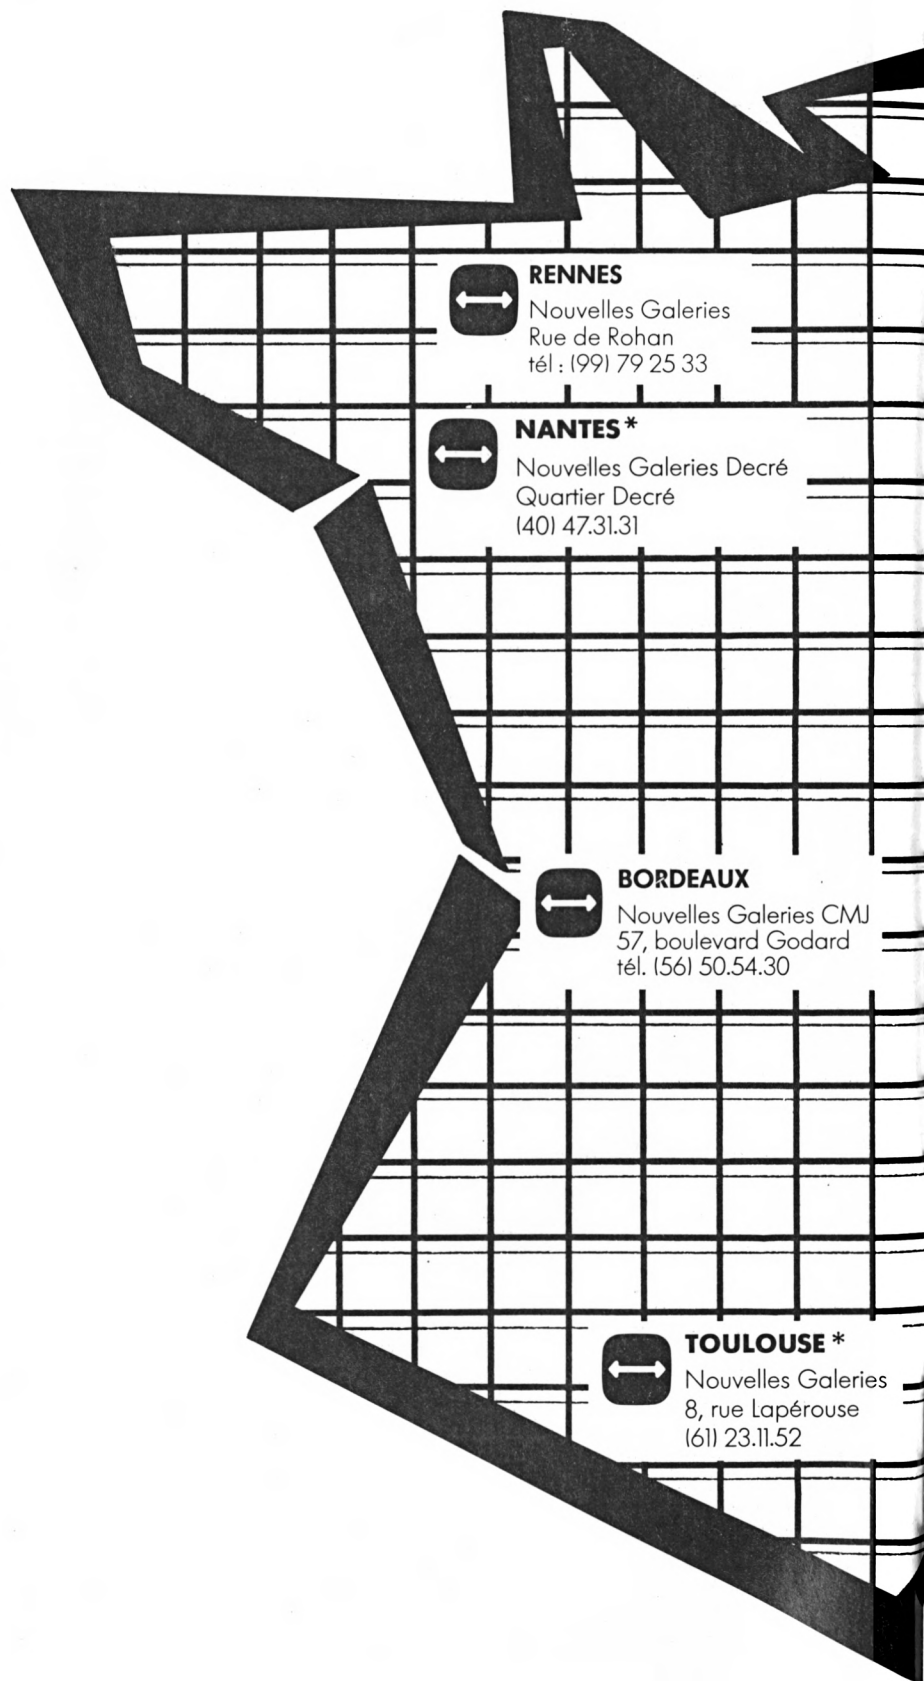 RENNES
Nouvelles Galeries
Rue de Rohan
tél : (99) 79 25 33
NANTES*
Nouvelles Galeries Decré
Quartier Decré
(40) 47.31.31
BORDEAUX
Nouvelles Galeries CMJ
57, boulevard Godard
tél. (56) 50.54.30
TOULOUSE*
Nouvelles Galeries
8, rue Lapérouse
(61) 23.11.52